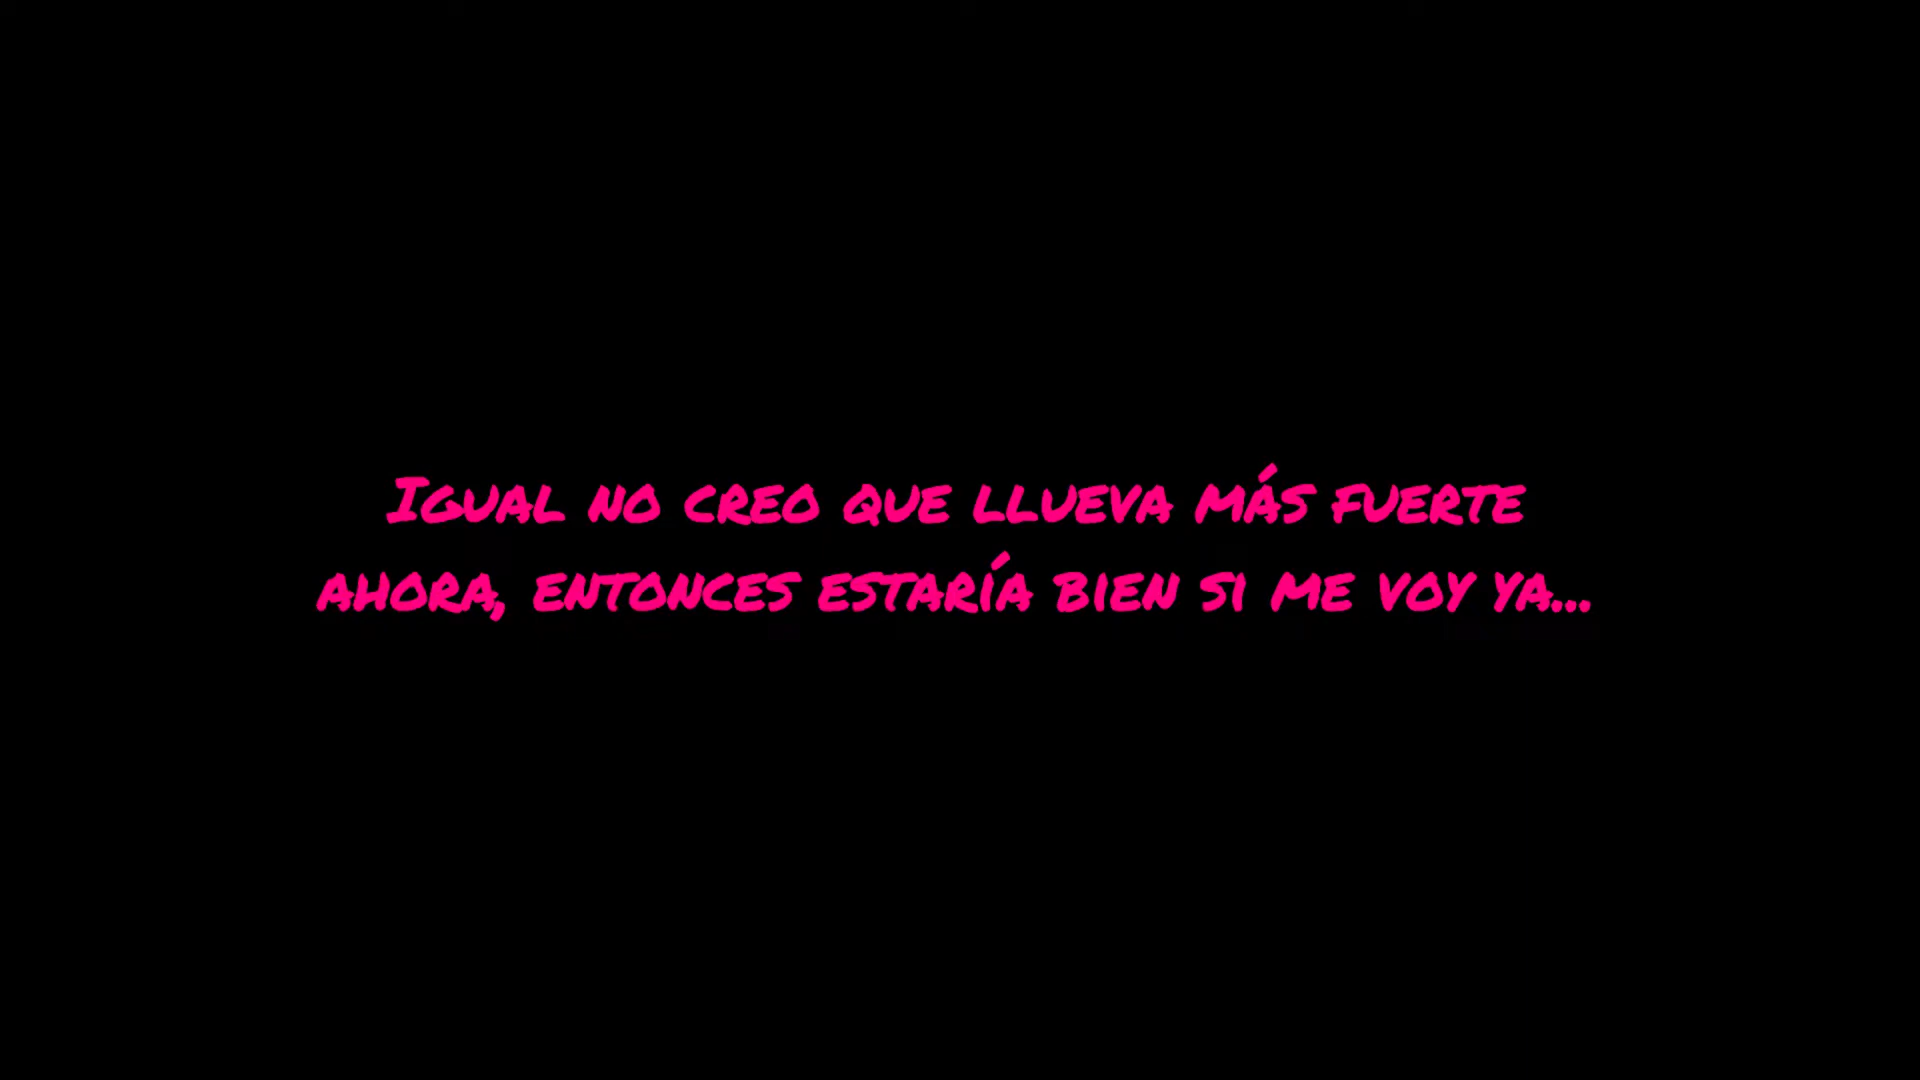 Igual no creo que llueva más fuerte
ahora, entonces estaría bien si me voy ya...